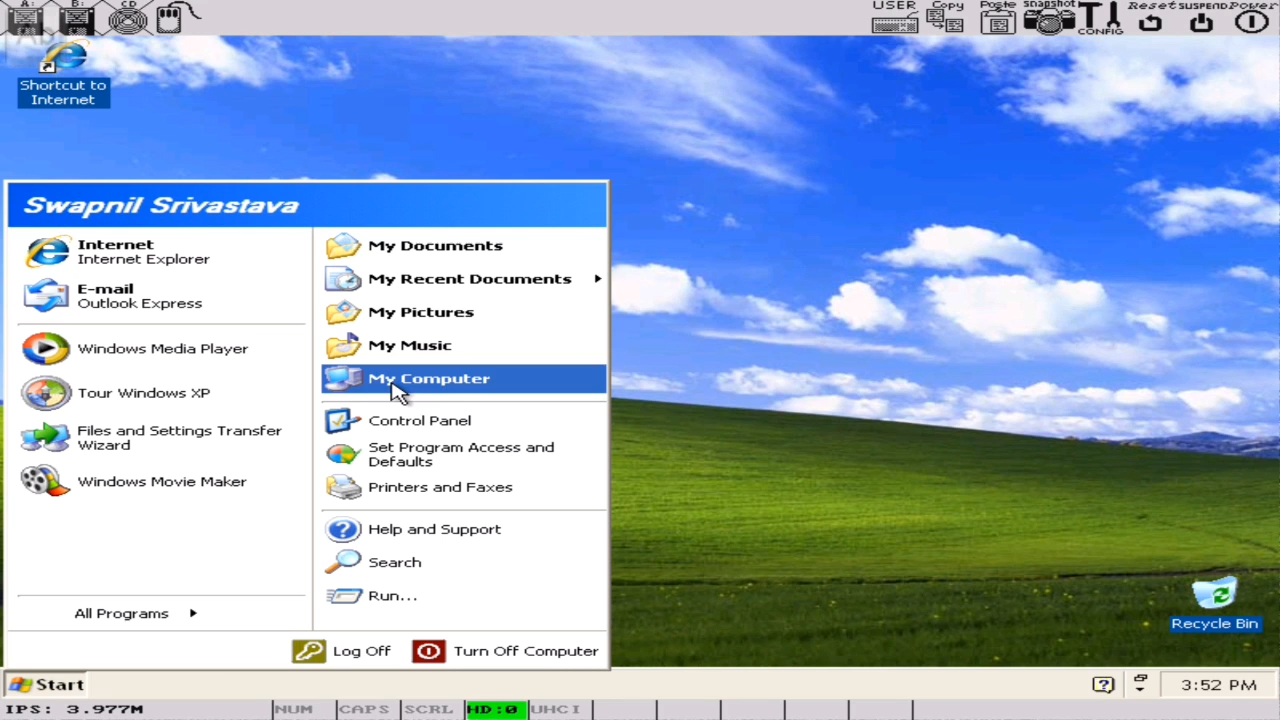 A: B: CD USER Copy Paste snapshot CONFIG Reset SUSPEND Power
Shortcut to
Internet
Swapnil Srivastava
Internet
Internet Explorer
E-mail
Outlook Express
Windows Media Player
Tour Windows XP
Files and Settings Transfer
Wizard
Windows Movie Maker
All Programs
My Documents
My Recent Documents
My Pictures
My Music
My Computer
Control Panel
Set Program Access and
Defaults
Printers and Faxes
Help and Support
Search
Run...
Log Off Turn Off Computer
Recycle Bin
Start 3:52 PM
IPS: 3.977M NUM CAPS SCRL HD:0 UHCI